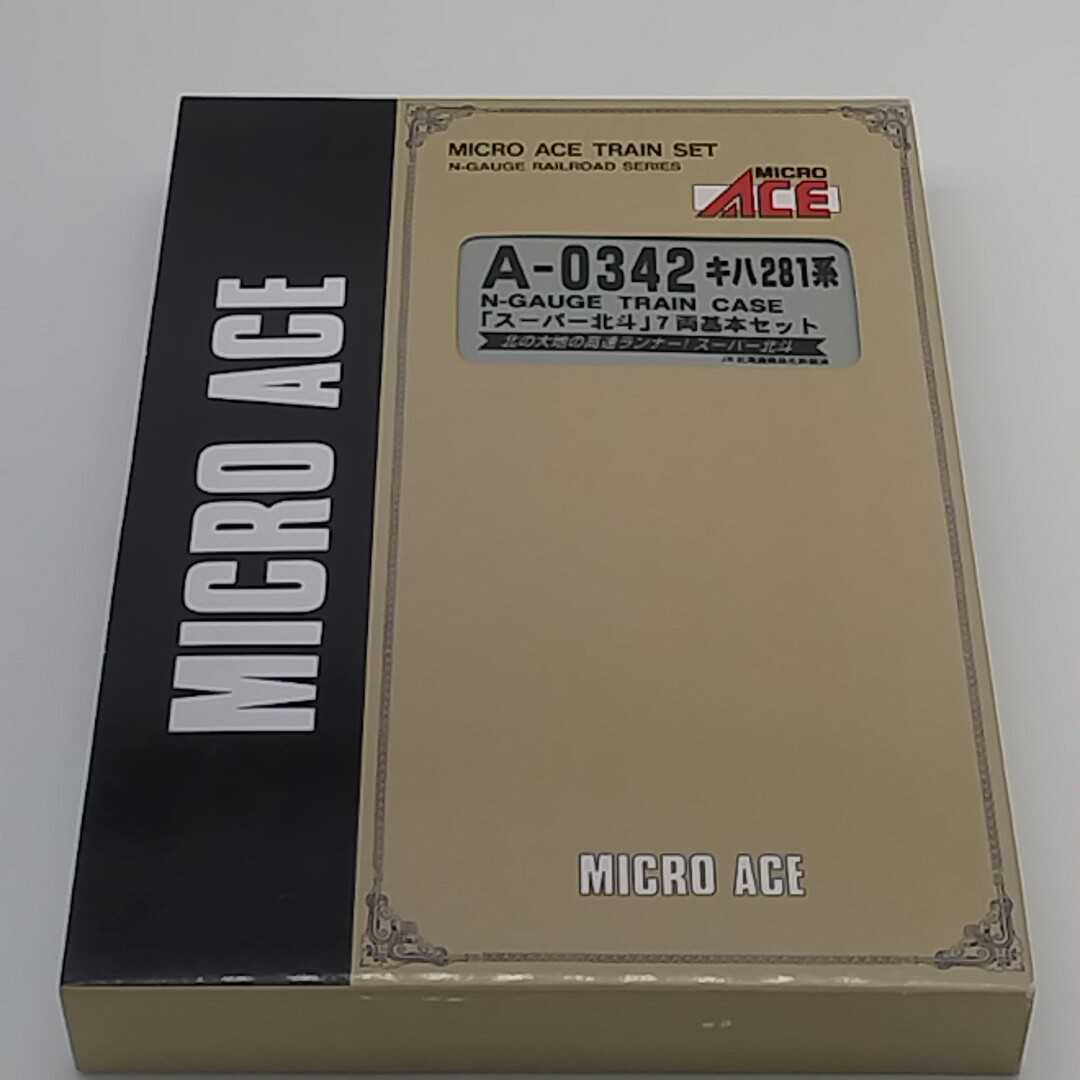 MICRO ACE
MICRO ACE TRAIN SET
N-GAUGE RAILROAD SERIES
MICRO
ACE
A-0342 キハ281系
N-GAUGE TRAIN CASE
「スーパー北斗」7両基本セット
北の大地の高速ランナー! スーパー北斗
MICRO ACE